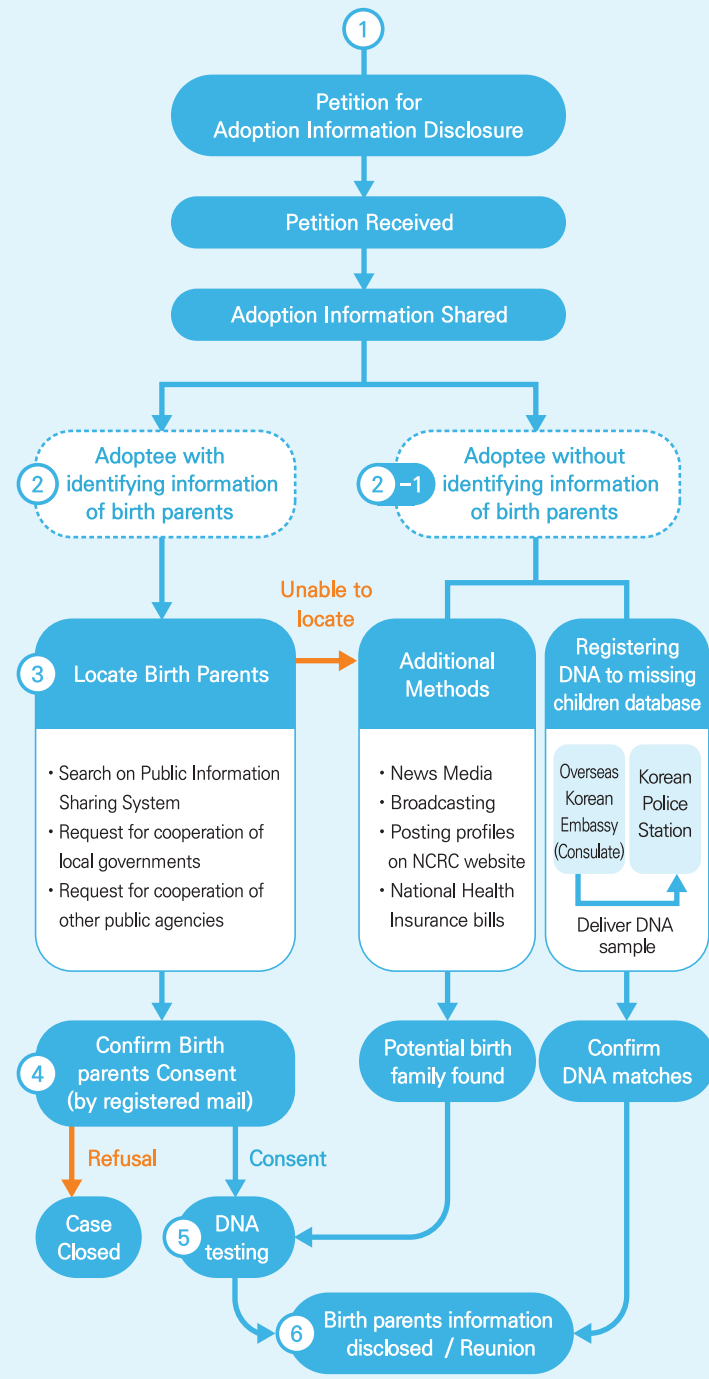 1
Petition for
Adoption Information Disclosure
Petition Received
Adoption Information Shared
2
Adoptee with
identifying information
of birth parents
2 -1
Adoptee without
identifying information
of birth parents
Unable to
locate
3
Locate Birth Parents
• Search on Public Information
Sharing System
• Request for cooperation of
local governments
• Request for cooperation of
other public agencies
Additional
Methods
• News Media
• Broadcasting
• Posting profiles
on NCRC website
• National Health
Insurance bills
Registering
DNA to missing
children database
Overseas
Korean
Embassy
(Consulate)
Korean
Police
Station
Deliver DNA
sample
4
Confirm Birth
parents Consent
(by registered mail)
Potential birth
family found
Confirm
DNA matches
Refusal
Consent
Case
Closed
5
DNA
testing
6
Birth parents information
disclosed / Reunion